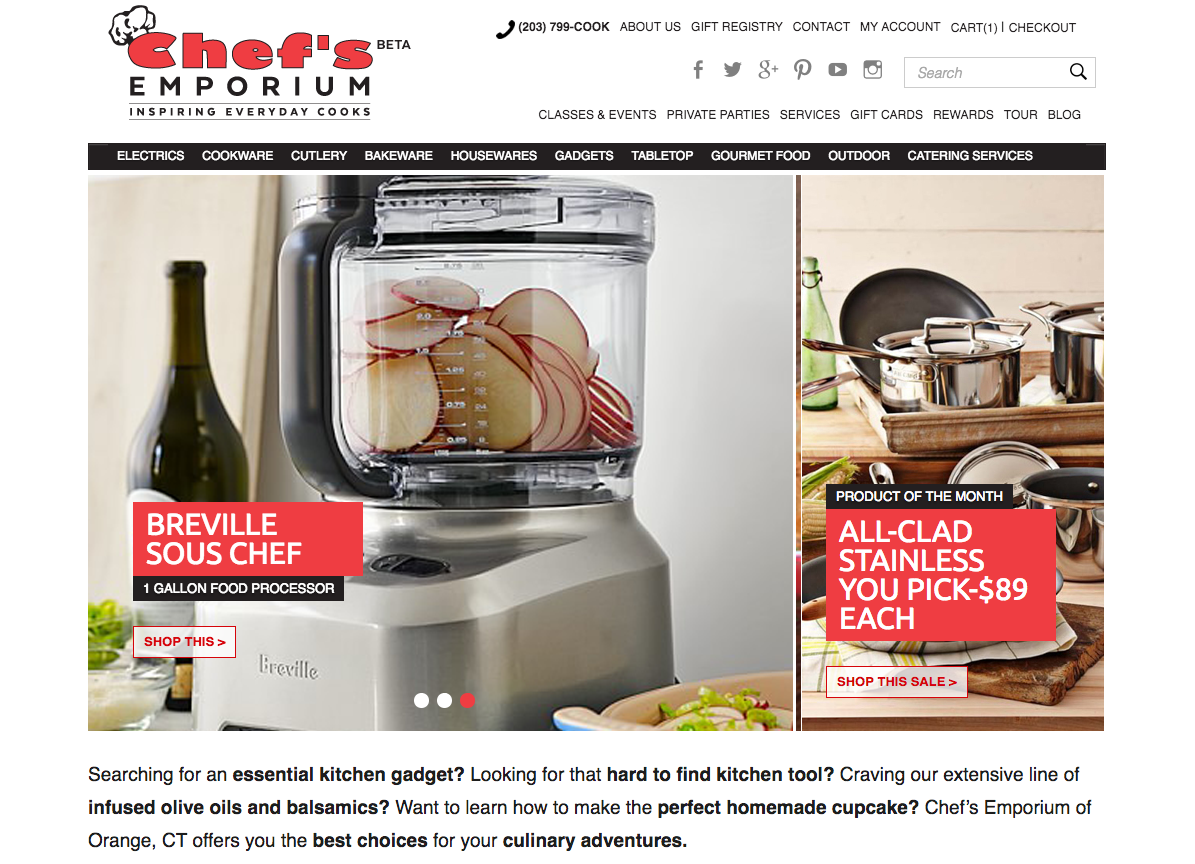 Chef's BETA
EMPORIUM
INSPIRING EVERYDAY COOKS
(203) 799-COOK ABOUT US GIFT REGISTRY CONTACT MY ACCOUNT CART(1) | CHECKOUT
Search
CLASSES & EVENTS PRIVATE PARTIES SERVICES GIFT CARDS REWARDS TOUR BLOG
ELECTRICS COOKWARE CUTLERY BAKEWARE HOUSEWARES GADGETS TABLETOP GOURMET FOOD OUTDOOR CATERING SERVICES
BREVILLE
SOUS CHEF
1 GALLON FOOD PROCESSOR
SHOP THIS >
Breville
PRODUCT OF THE MONTH
ALL-CLAD
STAINLESS
YOU PICK-$89
EACH
SHOP THIS SALE >
Searching for an essential kitchen gadget? Looking for that hard to find kitchen tool? Craving our extensive line of
infused olive oils and balsamics? Want to learn how to make the perfect homemade cupcake? Chef’s Emporium of
Orange, CT offers you the best choices for your culinary adventures.